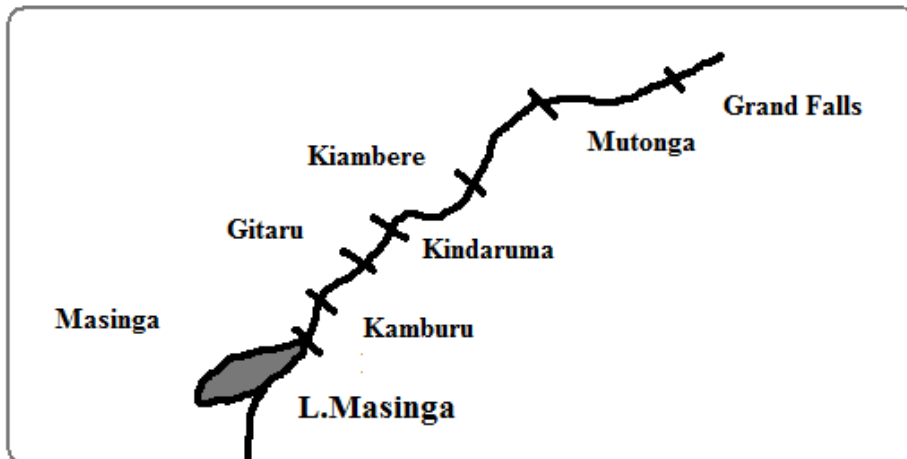 Grand Falls
Mutonga
Kiambere
Gitaru
Kindaruma
Masinga
Kamburu
L.Masinga